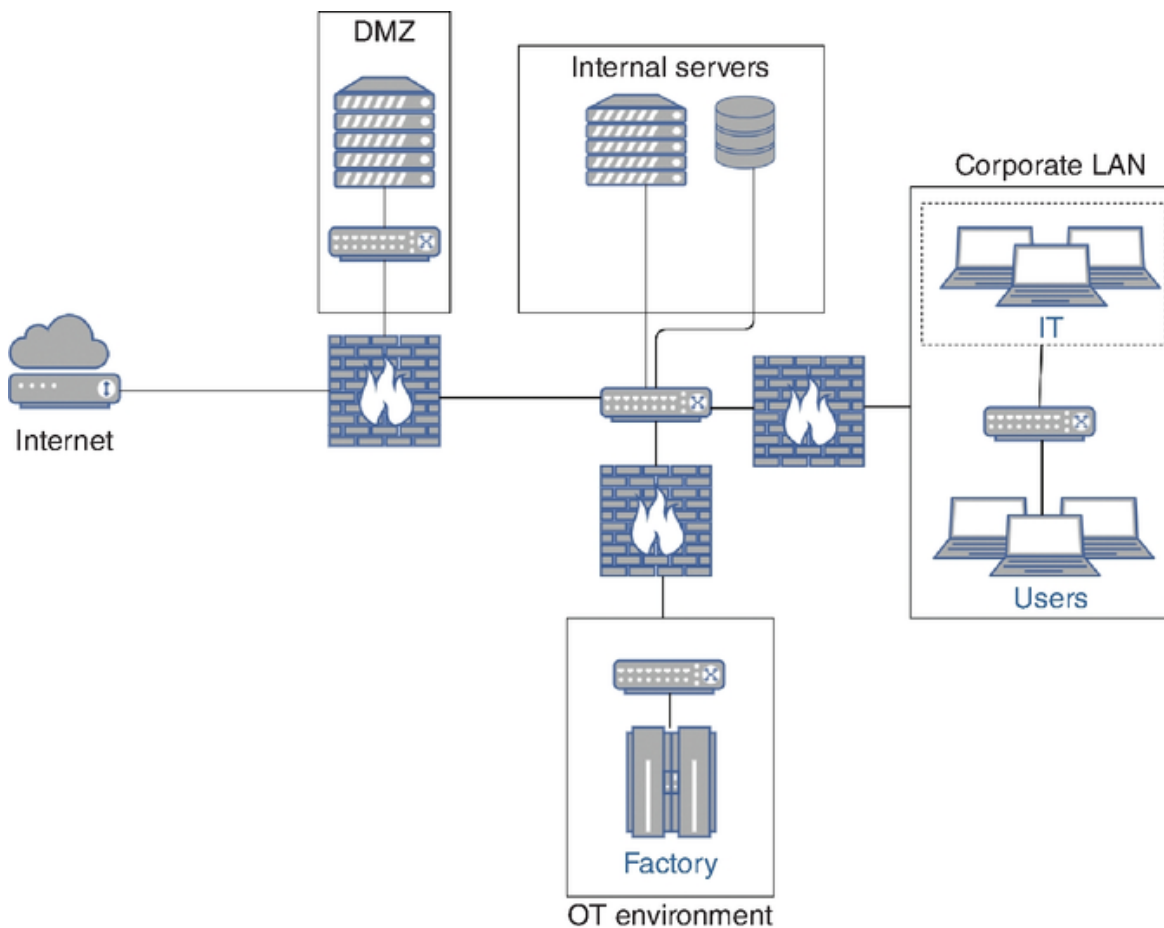 DMZ
Internal servers
Corporate LAN
IT
Internet
Users
Factory
OT environment